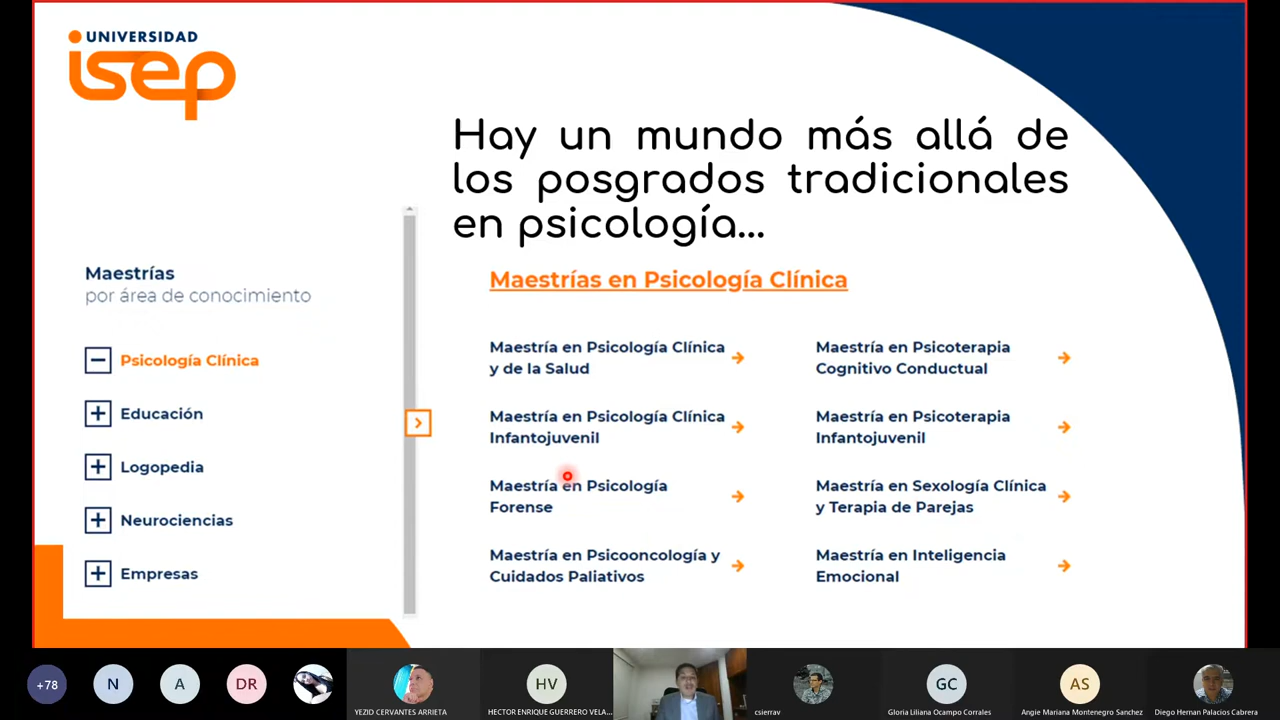 UNIVERSIDAD
isep
Hay un mundo más allá de
los posgrados tradicionales
en psicología...
Maestrías
por área de conocimiento
Psicología Clínica
Educación
Logopedia
Neurociencias
Empresas
Maestrías en Psicología Clínica
Maestría en Psicología Clínica
y de la Salud
Maestría en Psicoterapia
Cognitivo Conductual
Maestría en Psicología Clínica
Infantojuvenil
Maestría en Psicoterapia
Infantojuvenil
Maestría en Psicología
Forense
Maestría en Sexología Clínica
y Terapia de Parejas
Maestría en Psicooncología y
Cuidados Paliativos
Maestría en Inteligencia
Emocional
+78
N
A
DR
YEZID CERVANTES ARRIETA
HV
HECTOR ENRIQUE GUERRERO VELA...
csierrav
GC
Gloria Liliana Ocampo Corrales
AS
Angie Mariana Montenegro Sanchez
Diego Hernan Palacios Cabrera